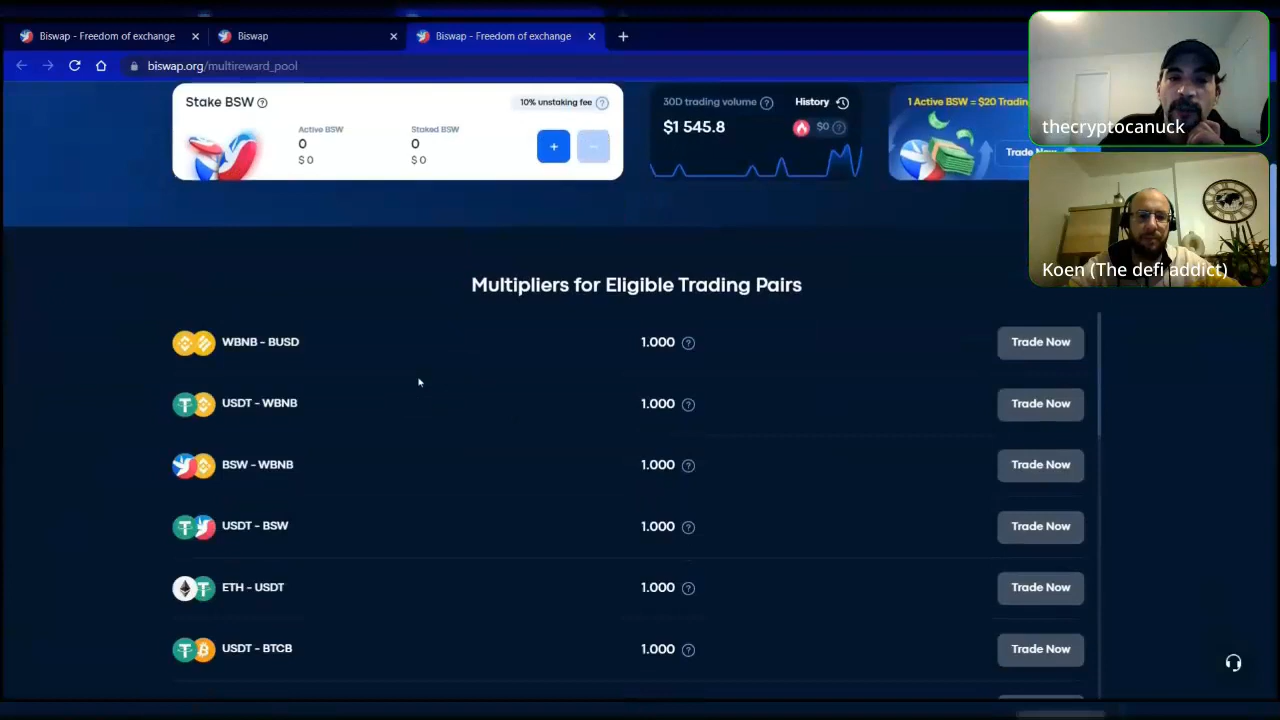 Biswap - Freedom of exchange
Biswap
Biswap - Freedom of exchange
biswap.org/multireward_pool
Stake BSW
10% unstaking fee
Active BSW
0
$ 0
Staked BSW
0
$ 0
30D trading volume
History
$1 545.8
$0
1 Active BSW = $20 Trading
Trade Now
thecryptocanuck
Koen (The defi addict)
Multipliers for Eligible Trading Pairs
WBNB - BUSD 1.000 Trade Now
USDT - WBNB 1.000 Trade Now
BSW - WBNB 1.000 Trade Now
USDT - BSW 1.000 Trade Now
ETH - USDT 1.000 Trade Now
USDT - BTCB 1.000 Trade Now